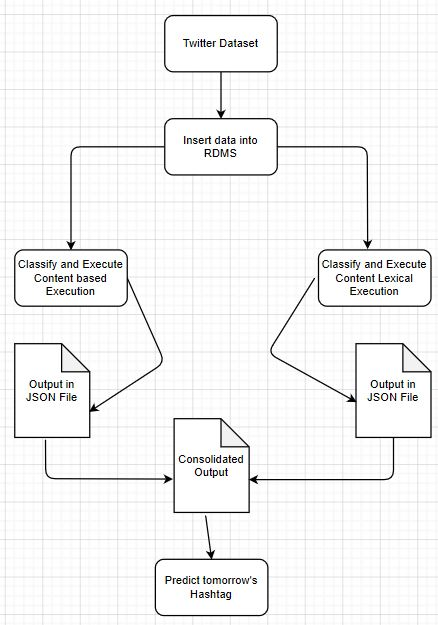 Twitter Dataset
Insert data into
RDMS
Classify and Execute
Content based
Execution
Classify and Execute
Content Lexical
Execution
Output in
JSON File
Output in
JSON File
Consolidated
Output
Predict tomorrow's
Hashtag